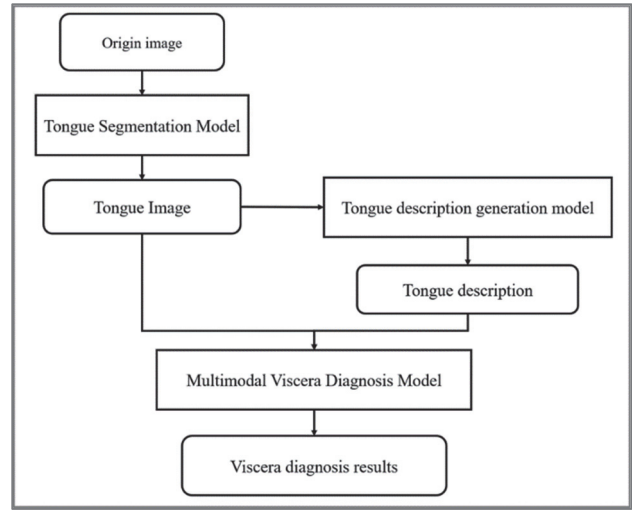 Origin image
Tongue Segmentation Model
Tongue Image
Tongue description generation model
Tongue description
Multimodal Viscera Diagnosis Model
Viscera diagnosis results